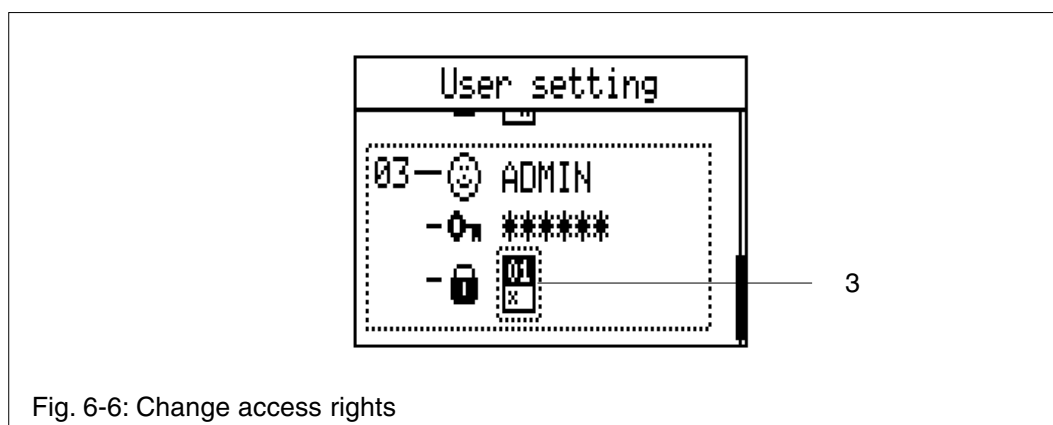 User setting
03 ADMIN
******
01
x
3
Fig. 6-6: Change access rights